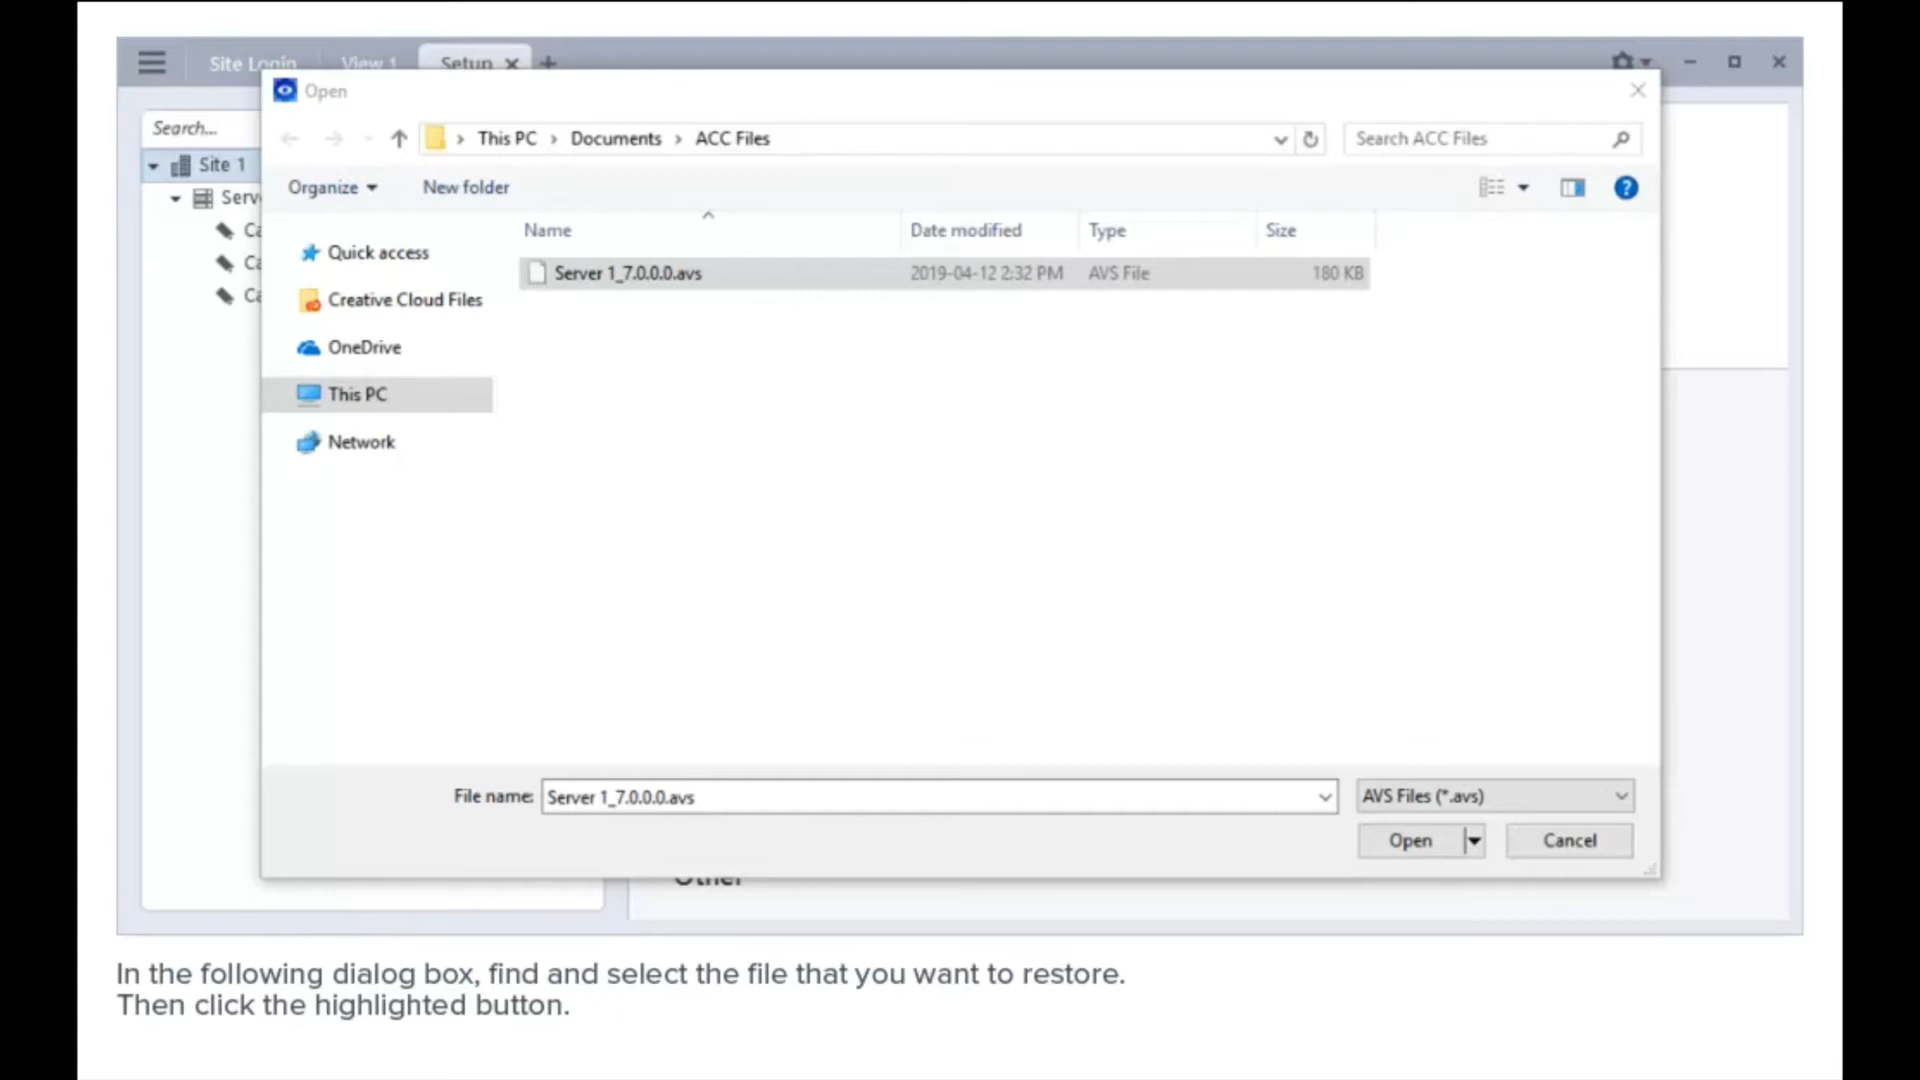 Site Login View 1 Setup
Open
Search...
This PC Documents ACC Files Search ACC Files
Site 1
Organize New folder
Name Date modified Type Size
Quick access
Server 1_7.0.0.0.avs 2019-04-12 2:32 PM AVS File 180 KB
Creative Cloud Files
OneDrive
This PC
Network
File name: Server 1_7.0.0.0.avs AVS Files (*.avs)
Open Cancel
Other
In the following dialog box, find and select the file that you want to restore.
Then click the highlighted button.